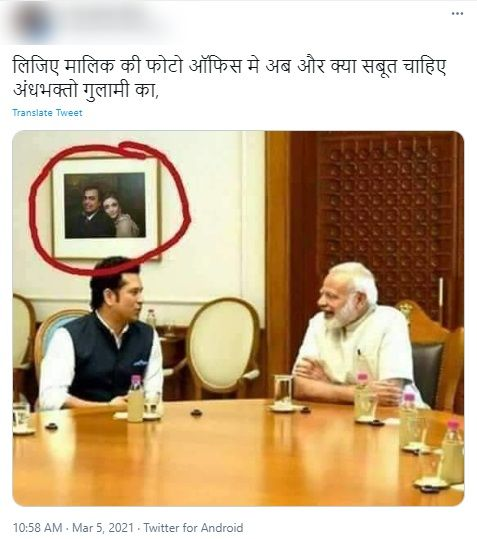 लिजिए मालिक की फोटो ऑफिस मे अब और क्या सबूत चाहिए
अंधभक्तो गुलामी का,
Translate Tweet
10:58 AM · Mar 5, 2021 · Twitter for Android